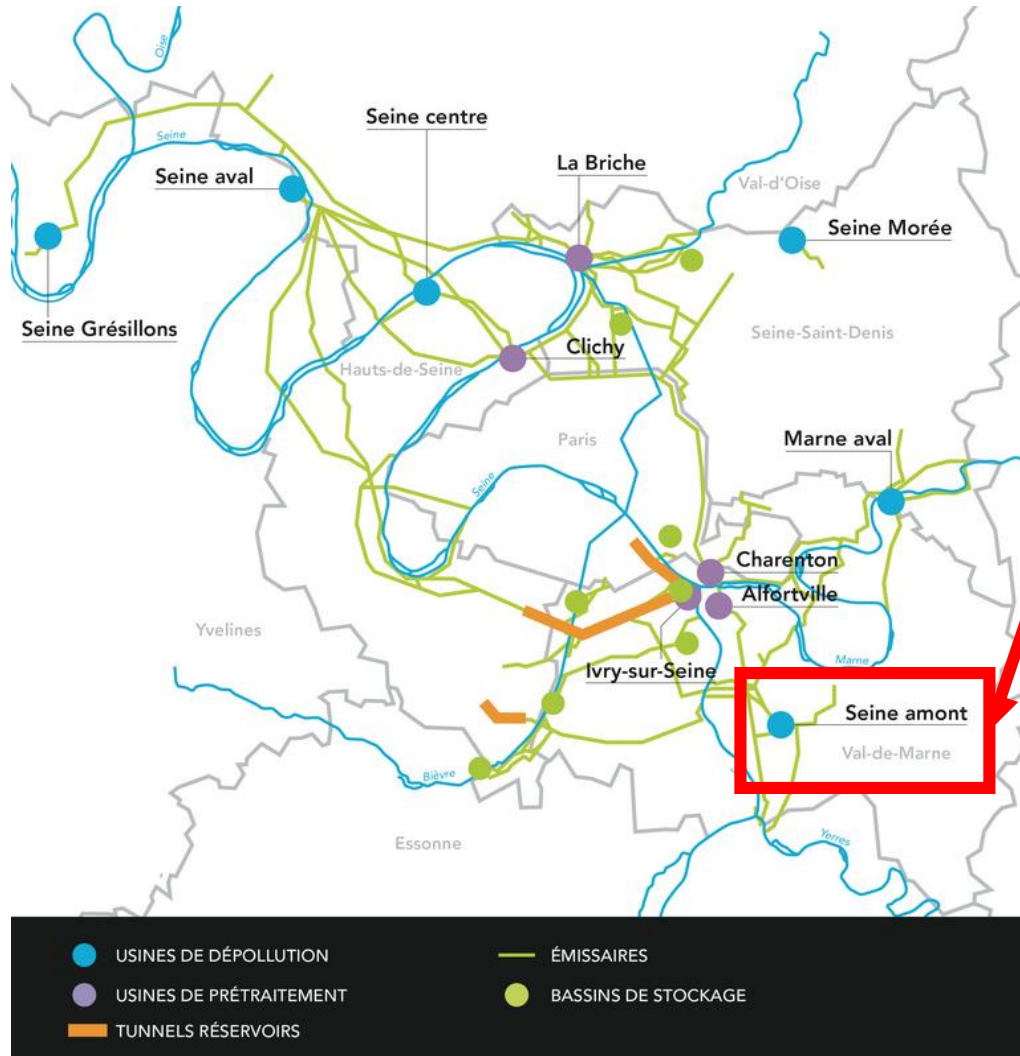 Oise
Seine centre
La Briche
Seine
Seine aval
Val-d'Oise
Seine Morée
Seine Grésillons
Clichy
Seine-Saint-Denis
Hauts-de-Seine
Paris
Marne aval
Seine
Charenton
Alfortville
Yvelines
Ivry-sur-Seine
Marne
Seine amont
Val-de-Marne
Bièvre
Essonne
Yerres
USINES DE DÉPOLLUTION
ÉMISSAIRES
USINES DE PRÉTRAITEMENT
BASSINS DE STOCKAGE
TUNNELS RÉSERVOIRS